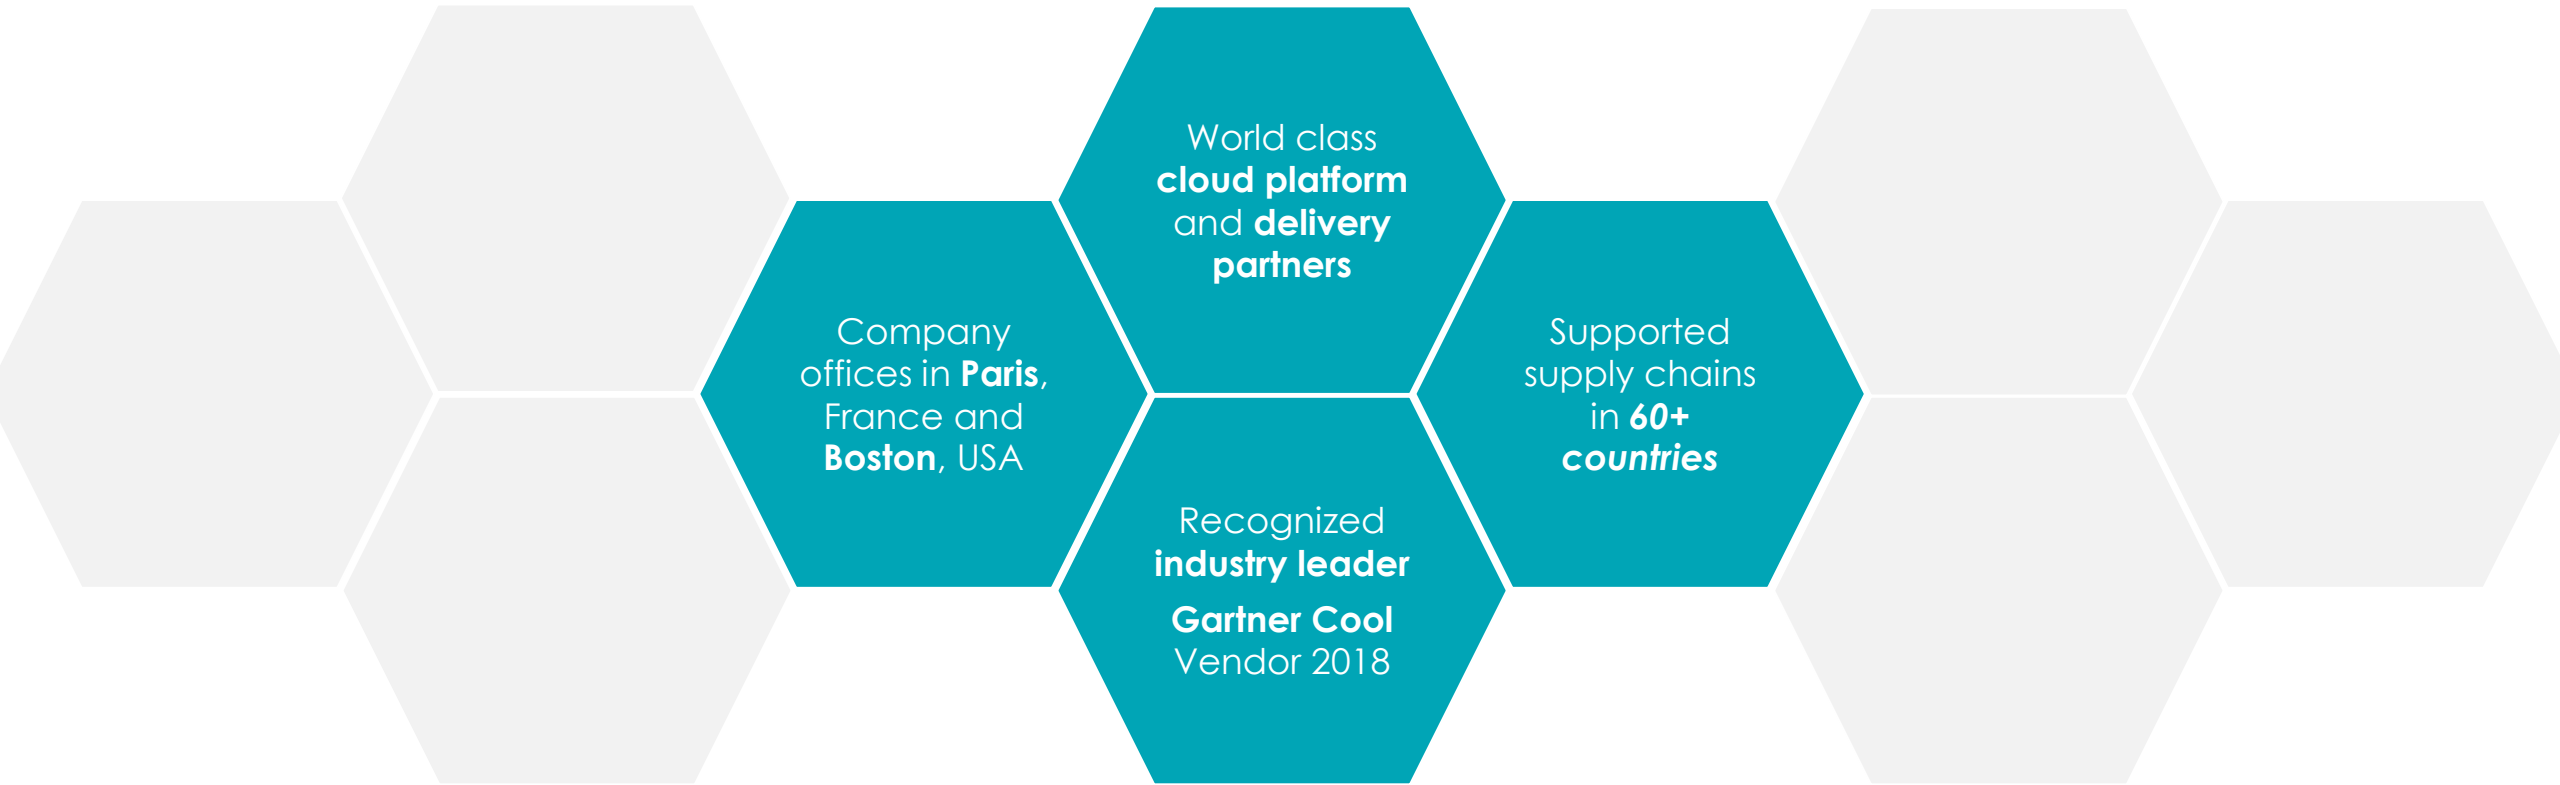 World class
cloud platform
and delivery
partners
Company
offices in Paris,
France and
Boston, USA
Supported
supply chains
in 60+
countries
Recognized
industry leader
Gartner Cool
Vendor 2018